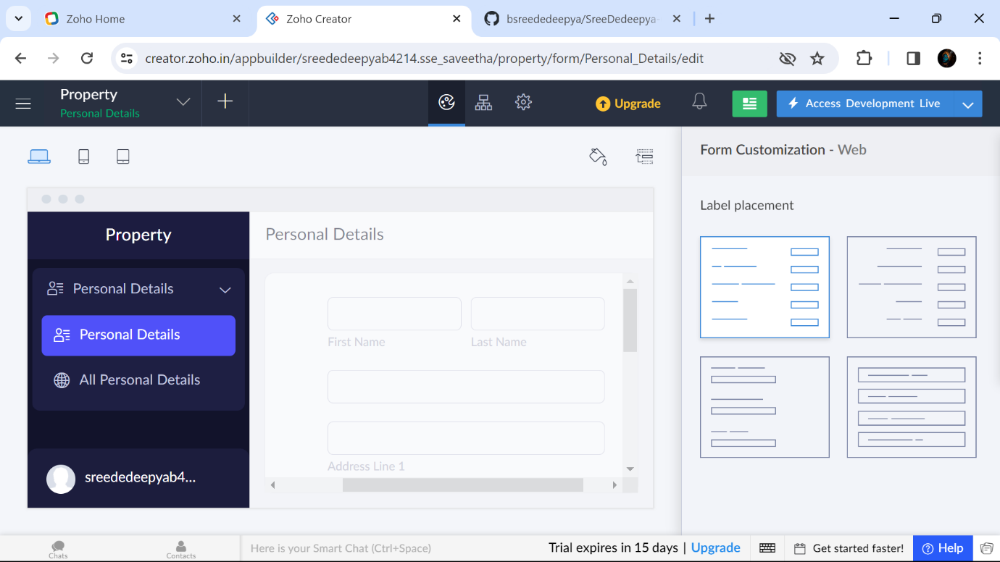 Zoho Home
Zoho Creator
bsreededeepya/SreeDedeepya-
creator.zoho.in/appbuilder/sreededeepyab4214.sse_saveetha/property/form/Personal_Details/edit
Property
Personal Details
Upgrade
Access Development Live
Form Customization - Web
Label placement
Property
Personal Details
Personal Details
All Personal Details
sreededeepyab4...
Personal Details
First Name
Last Name
Address Line 1
Chats
Contacts
Here is your Smart Chat (Ctrl+Space)
Trial expires in 15 days | Upgrade
Get started faster!
Help